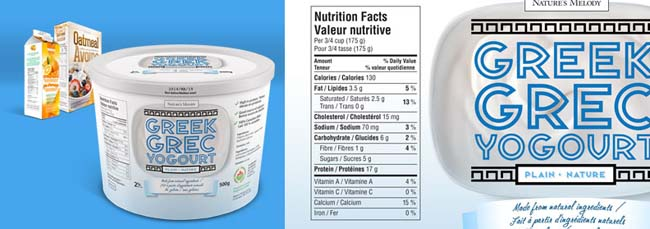 Oatmeal
2014/08/19
NATURE'S MELODY
GREEK
GREC
YOGOURT
PLAIN • NATURE
2%
500g
Nutrition Facts
Valeur nutritive
Per 3/4 cup (175 g)
Pour 3/4 tasse (175 g)
Amount % Daily Value
Teneur % valeur quotidienne
Calories / Calories 130
Fat / Lipides 3.5 g 5 %
Saturated / Saturés 2.5 g
Trans / Trans 0 g 13 %
Cholesterol / Cholestérol 15 mg
Sodium / Sodium 70 mg 3 %
Carbohydrate / Glucides 6 g 2 %
Fibre / Fibres 1 g 4 %
Sugars / Sucres 5 g
Protein / Protéines 17 g
Vitamin A / Vitamine A 4 %
Vitamin C / Vitamine C 0 %
Calcium / Calcium 15 %
Iron / Fer 0 %
NATURE'S MELODY
GREEK
GREC
YOGOURT
PLAIN • NATURE
Made from natural ingredients /
Fait à partir d'ingrédients naturels